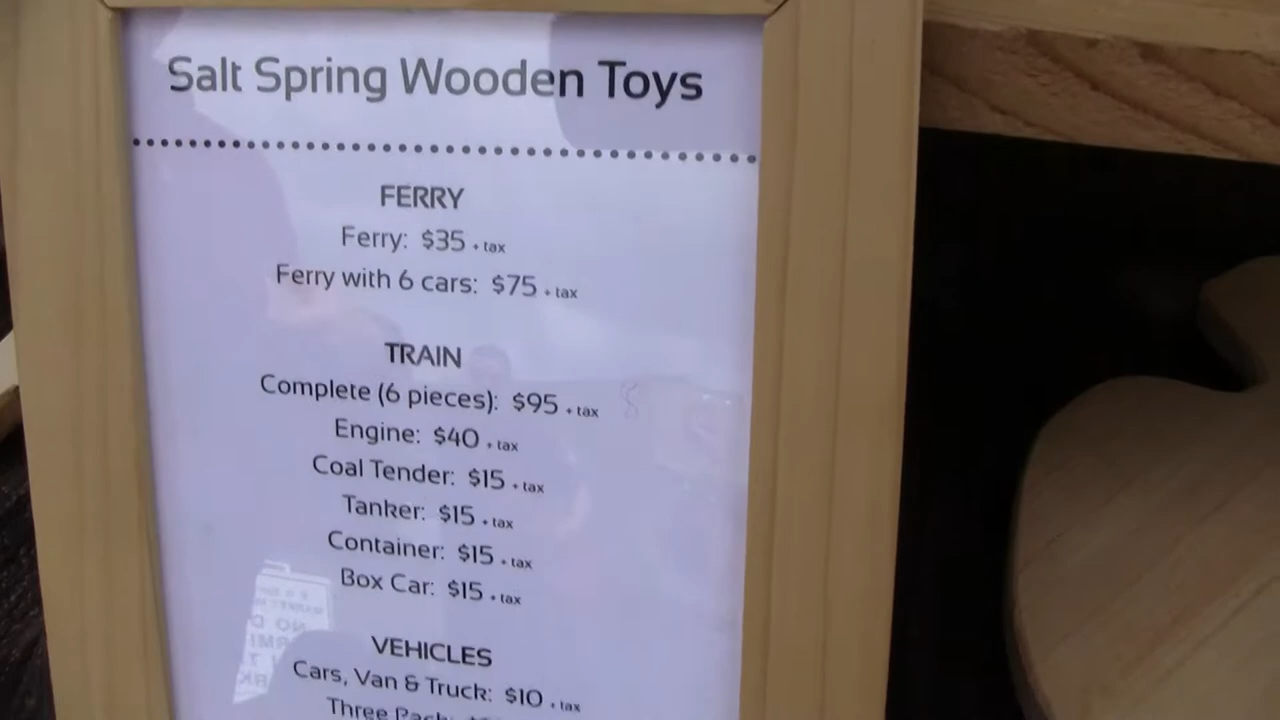 Salt Spring Wooden Toys
FERRY
Ferry: $35 + tax
Ferry with 6 cars: $75 + tax
TRAIN
Complete (6 pieces): $95 + tax
Engine: $40 + tax
Coal Tender: $15 + tax
Tanker: $15 + tax
Container: $15 + tax
Box Car: $15 + tax
VEHICLES
Cars, Van & Truck: $10 + tax
Three Pack: